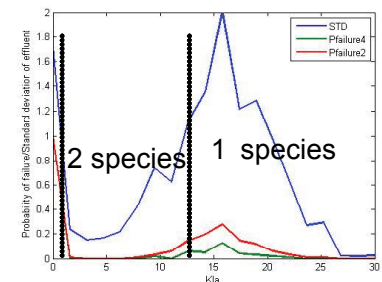 2
1.8
1.6
1.4
1.2
1
0.8
0.6
0.4
0.2
0
Probability of failure/Standard deviation of effluent
STD
Pfailure4
Pfailure2
2 species
1 species
0 5 10 15 20 25 30
Kla